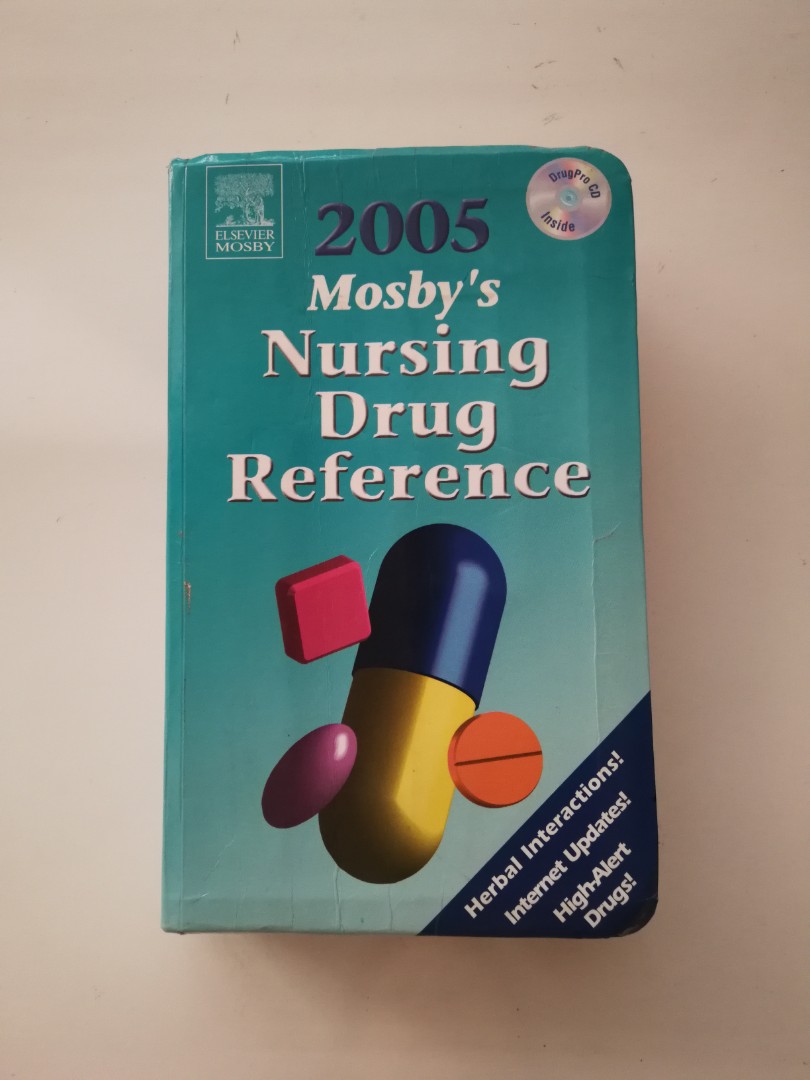 ELSEVIER
MOSBY
2005
DrugPro CD
Inside
Mosby's
Nursing
Drug
Reference
Herbal Interactions!
Internet Updates!
High-Alert
Drugs!